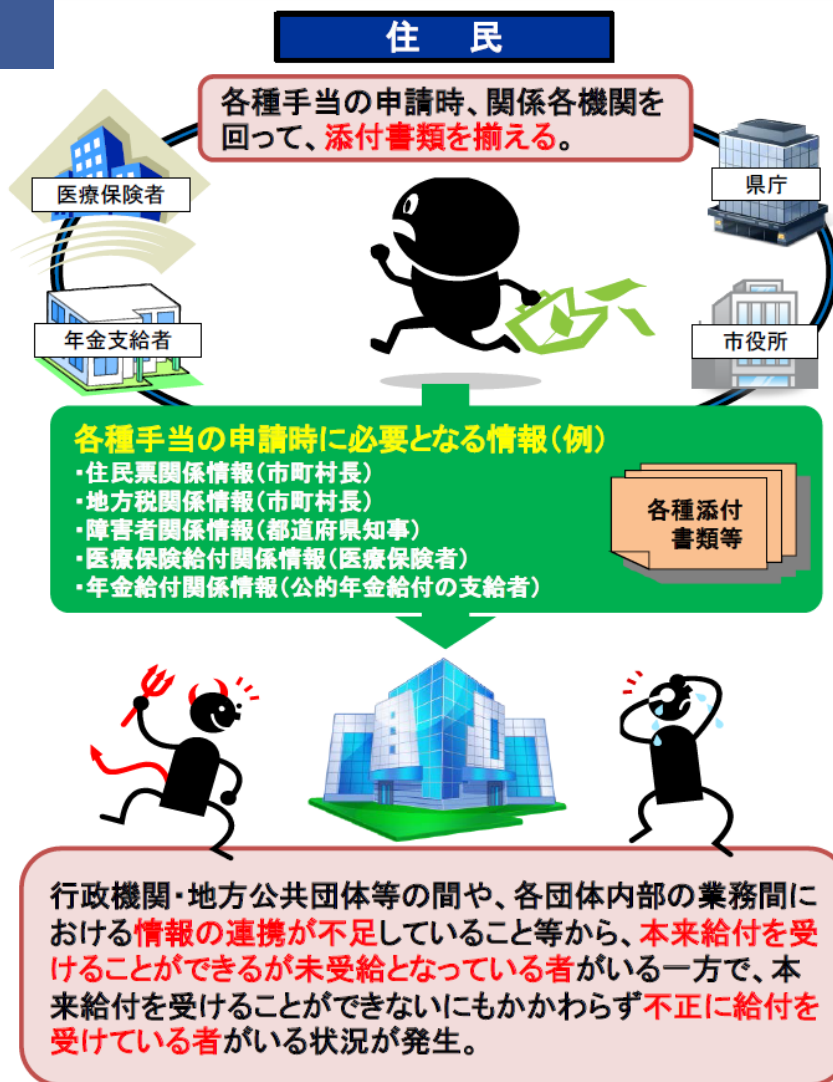 住 民
各種手当の申請時、関係各機関を
回って、添付書類を揃える。
医療保険者
県庁
年金支給者
市役所
各種手当の申請時に必要となる情報(例)
・住民票関係情報(市町村長)
・地方税関係情報(市町村長)
・障害者関係情報(都道府県知事)
・医療保険給付関係情報(医療保険者)
・年金給付関係情報(公的年金給付の支給者)
各種添付
書類等
行政機関・地方公共団体等の間や、各団体内部の業務間に
おける情報の連携が不足していること等から、本来給付を受
けることができるが未受給となっている者がいる一方で、本
来給付を受けることができないにもかかわらず不正に給付を
受けている者がいる状況が発生。